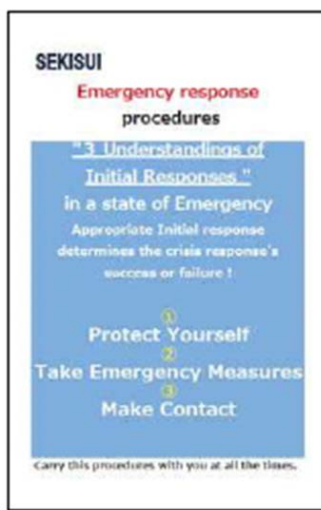 SEKISUI
Emergency response
procedures
"3 Understandings of
Initial Responses "
in a state of Emergency
Appropriate Initial response
determines the crisis response's
success or failure !
①
Protect Yourself
②
Take Emergency Measures
③
Make Contact
Carry this procedures with you at all the times.